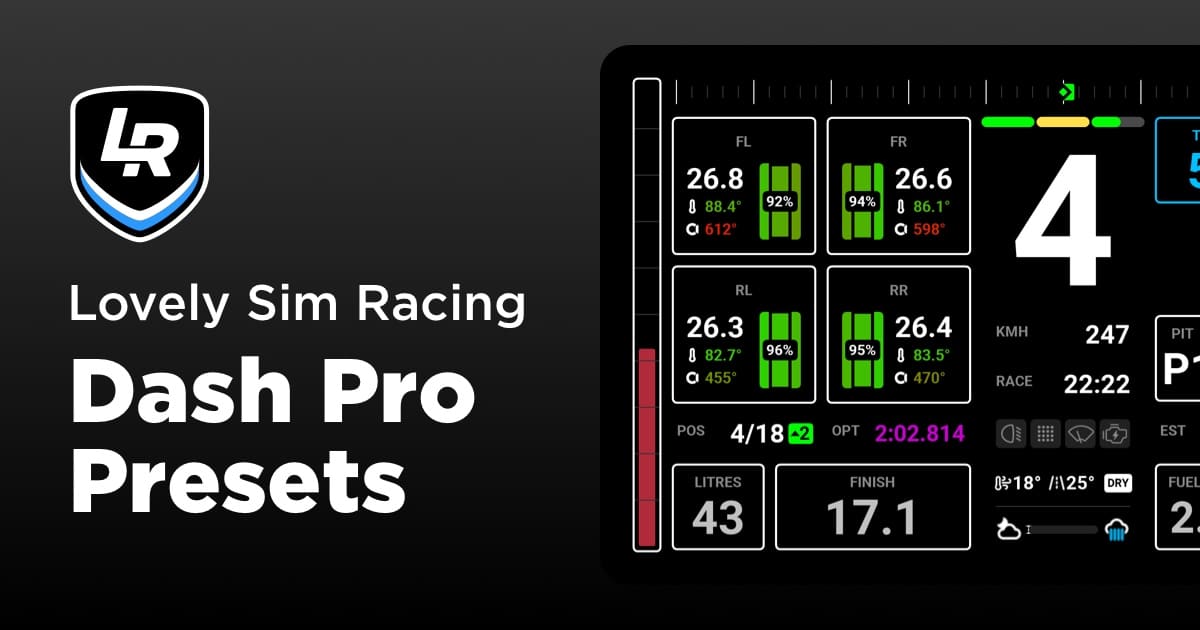 LR
Lovely Sim Racing
Dash Pro
Presets
FL
26.8
88.4°
612°
92%
FR
26.6
86.1°
598°
94%
RL
26.3
82.7°
455°
96%
RR
26.4
83.5°
470°
95%
POS 4/18 2 OPT 2:02.814
LITRES
43
FINISH
17.1
4
KMH 247
RACE 22:22
18° 25° DRY
PIT
EST
FUEL